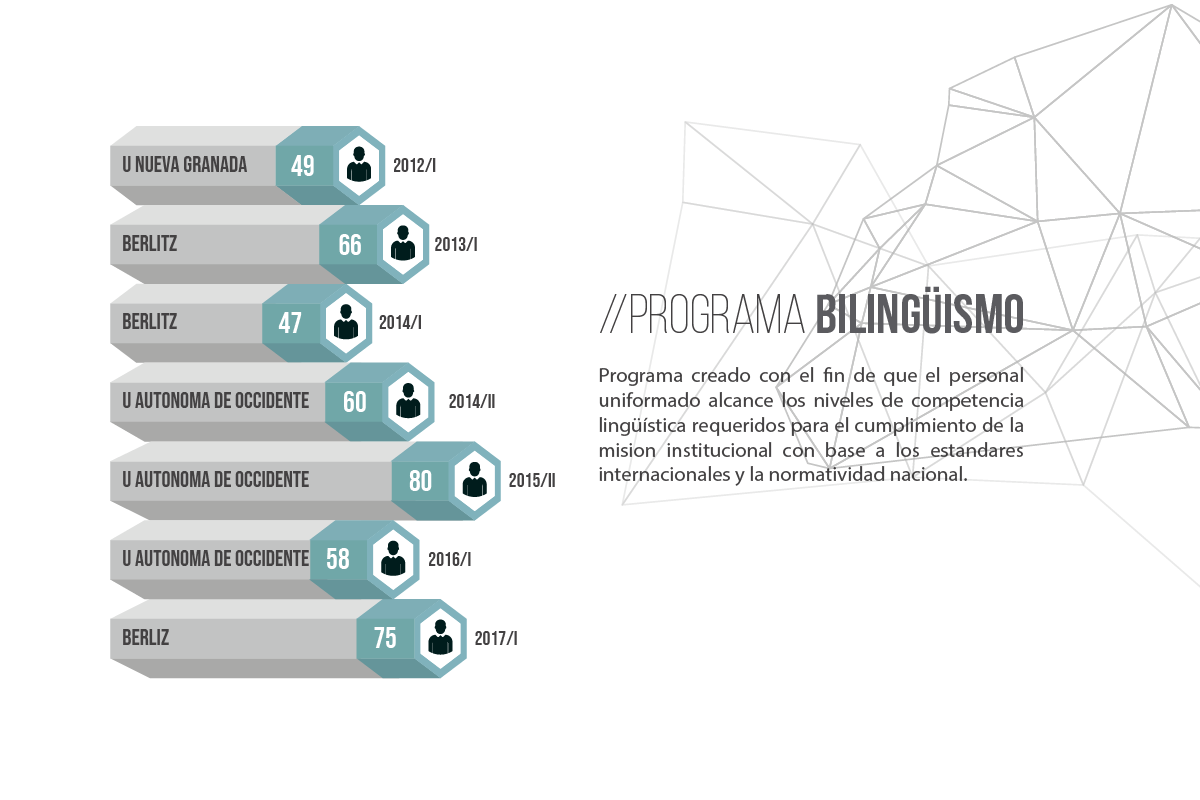 U NUEVA GRANADA 49 2012/I
BERLITZ 66 2013/I
BERLITZ 47 2014/I
U AUTONOMA DE OCCIDENTE 60 2014/II
U AUTONOMA DE OCCIDENTE 80 2015/II
U AUTONOMA DE OCCIDENTE 58 2016/I
BERLIZ 75 2017/I
//PROGRAMA BILINGÜISMO
Programa creado con el fin de que el personal
uniformado alcance los niveles de competencia
lingüística requeridos para el cumplimiento de la
mision institucional con base a los estandares
internacionales y la normatividad nacional.